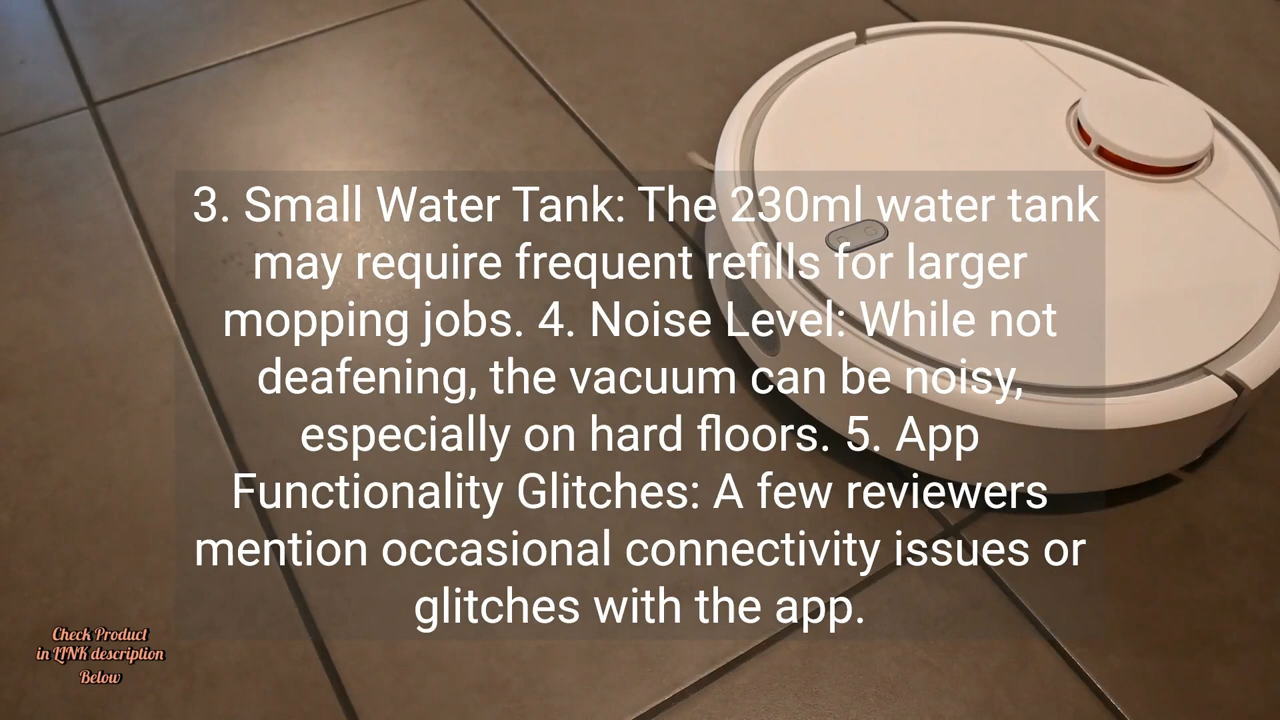 3. Small Water Tank: The 230ml water tank
may require frequent refills for larger
mopping jobs. 4. Noise Level: While not
deafening, the vacuum can be noisy,
especially on hard floors. 5. App
Functionality Glitches: A few reviewers
mention occasional connectivity issues or
glitches with the app.
Check Product
in LINK description
Below